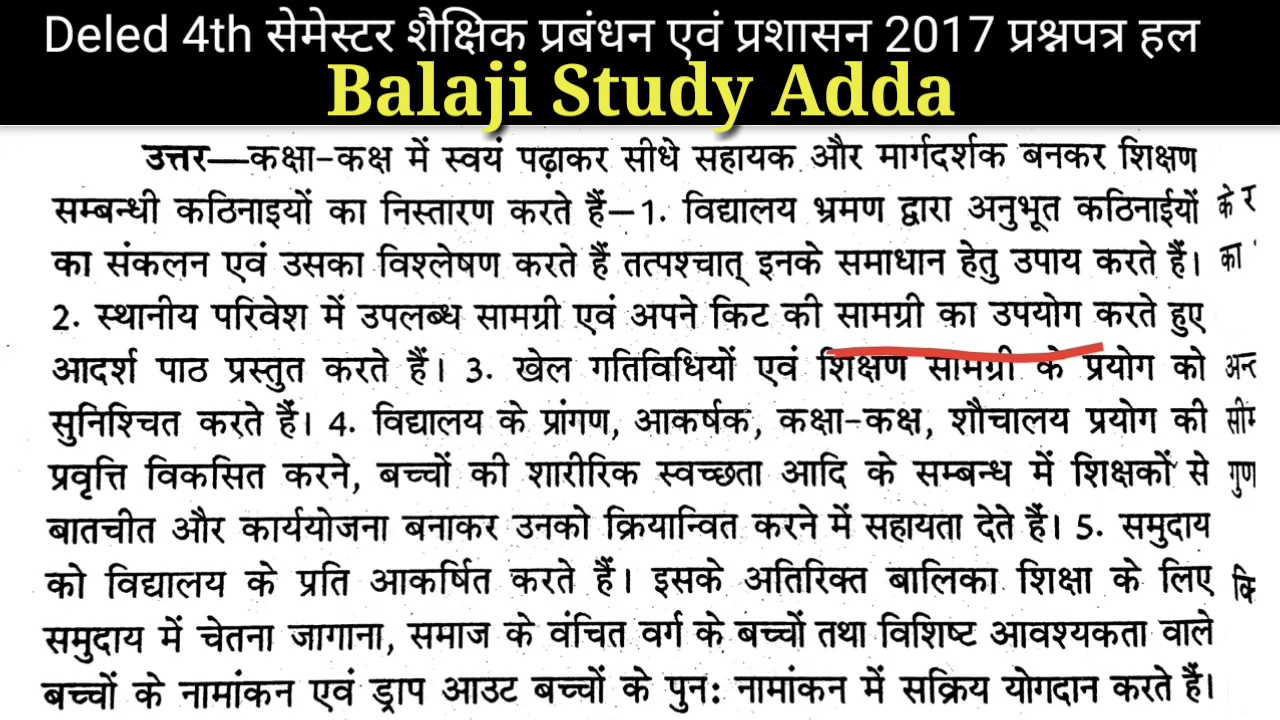 Deled 4th सेमेस्टर शैक्षिक प्रबंधन एवं प्रशासन 2017 प्रश्नपत्र हल
Balaji Study Adda
उत्तर—कक्षा-कक्ष में स्वयं पढ़ाकर सीधे सहायक और मार्गदर्शक बनकर शिक्षण
सम्बन्धी कठिनाइयों का निस्तारण करते हैं–1. विद्यालय भ्रमण द्वारा अनुभूत कठिनाईयों के
का संकलन एवं उसका विश्लेषण करते हैं तत्पश्चात् इनके समाधान हेतु उपाय करते हैं। का
2. स्थानीय परिवेश में उपलब्ध सामग्री एवं अपने किट की सामग्री का उपयोग करते हुए
आदर्श पाठ प्रस्तुत करते हैं। 3. खेल गतिविधियों एवं शिक्षण सामग्री के प्रयोग को
सुनिश्चित करते हैं। 4. विद्यालय के प्रांगण, आकर्षक, कक्षा-कक्ष, शौचालय प्रयोग की
प्रवृत्ति विकसित करने, बच्चों की शारीरिक स्वच्छता आदि के सम्बन्ध में शिक्षकों से गुण
बातचीत और कार्ययोजना बनाकर उनको क्रियान्वित करने में सहायता देते हैं। 5. समुदाय
को विद्यालय के प्रति आकर्षित करते हैं। इसके अतिरिक्त बालिका शिक्षा के लिए
समुदाय में चेतना जागाना, समाज के वंचित वर्ग के बच्चों तथा विशिष्ट आवश्यकता वाले
बच्चों के नामांकन एवं ड्राप आउट बच्चों के पुन: नामांकन में सक्रिय योगदान करते हैं।